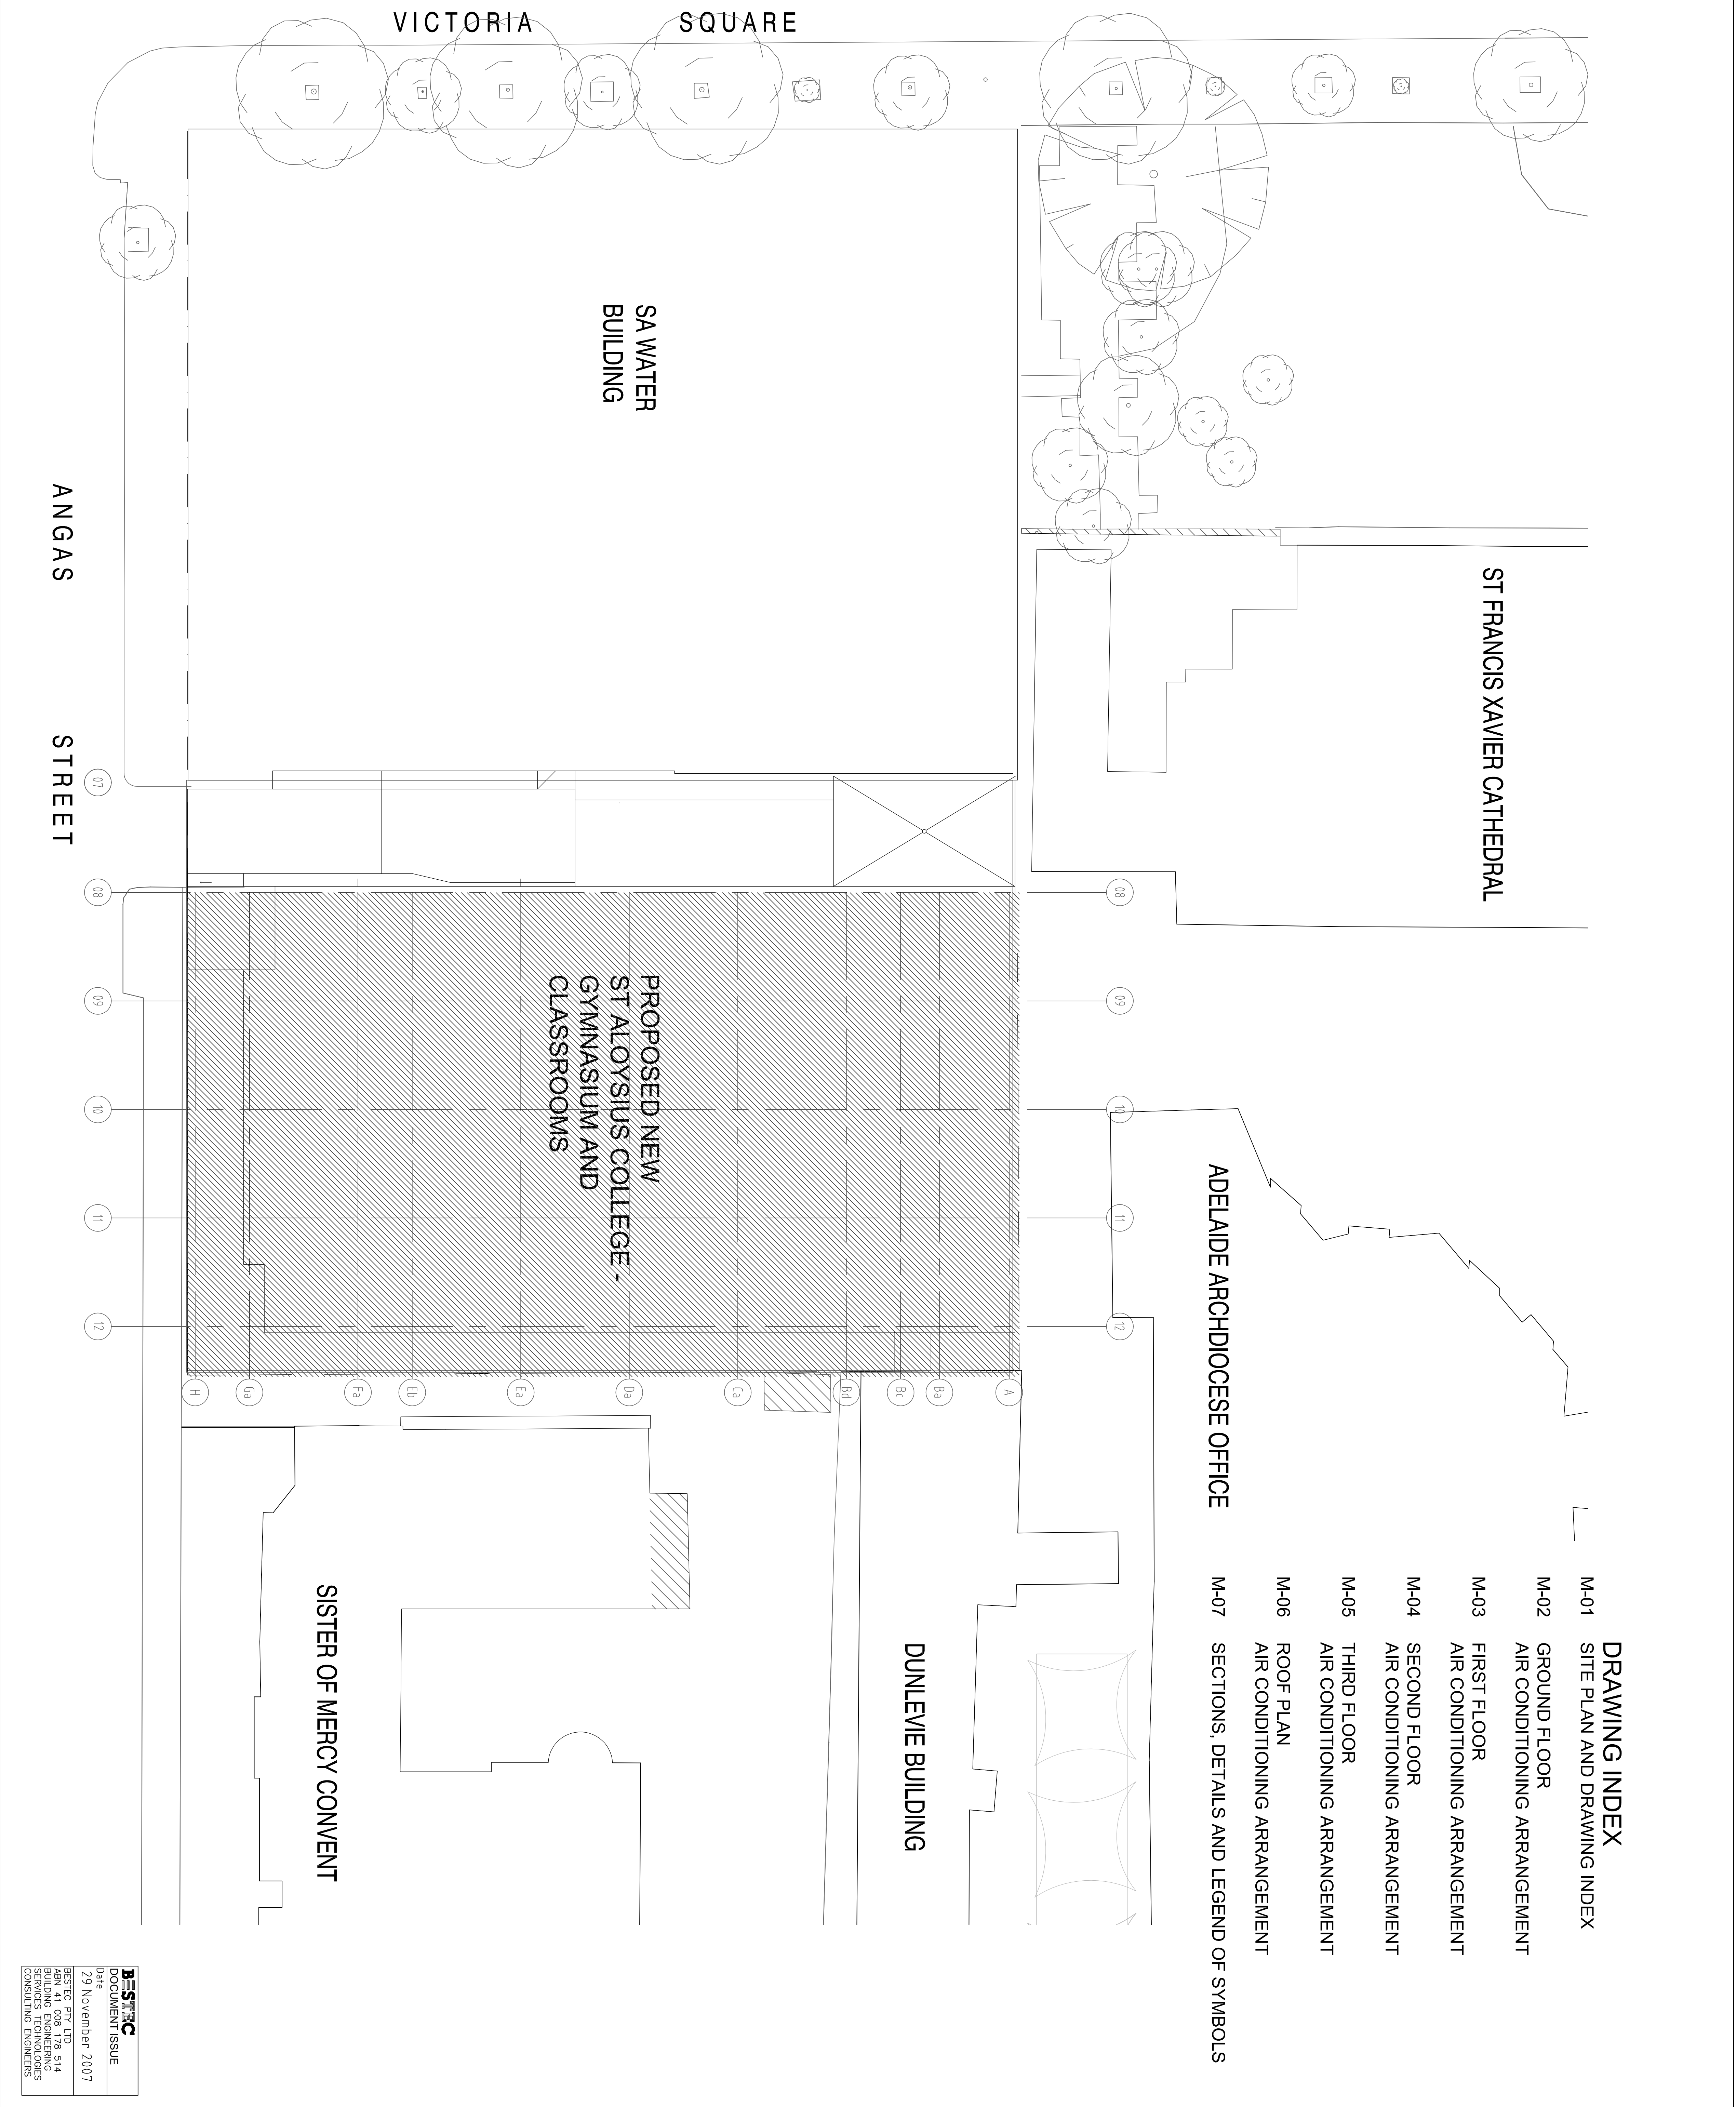 VICTORIA SQUARE
SA WATER
BUILDING
ANGAS STREET
ST FRANCIS XAVIER CATHEDRAL
PROPOSED NEW
ST ALOYSIUS COLLEGE -
GYMNASIUM AND
CLASSROOMS
ADELAIDE ARCHDIOCESE OFFICE
SISTER OF MERCY CONVENT
DUNLEVIE BUILDING
07
08
09
10
11
12
08
09
10
11
12
H
Ga
Fa
Eb
Ea
Da
Ca
Bd
Bc
Ba
A
DRAWING INDEX
M-01 SITE PLAN AND DRAWING INDEX
M-02 GROUND FLOOR
AIR CONDITIONING ARRANGEMENT
M-03 FIRST FLOOR
AIR CONDITIONING ARRANGEMENT
M-04 SECOND FLOOR
AIR CONDITIONING ARRANGEMENT
M-05 THIRD FLOOR
AIR CONDITIONING ARRANGEMENT
M-06 ROOF PLAN
AIR CONDITIONING ARRANGEMENT
M-07 SECTIONS, DETAILS AND LEGEND OF SYMBOLS
BESTEC
DOCUMENT ISSUE
Date
29 November 2007
BESTEC PTY LTD
ABN 41 008 178 514
BUILDING ENGINEERING
SERVICES TECHNOLOGIES
CONSULTING ENGINEERS